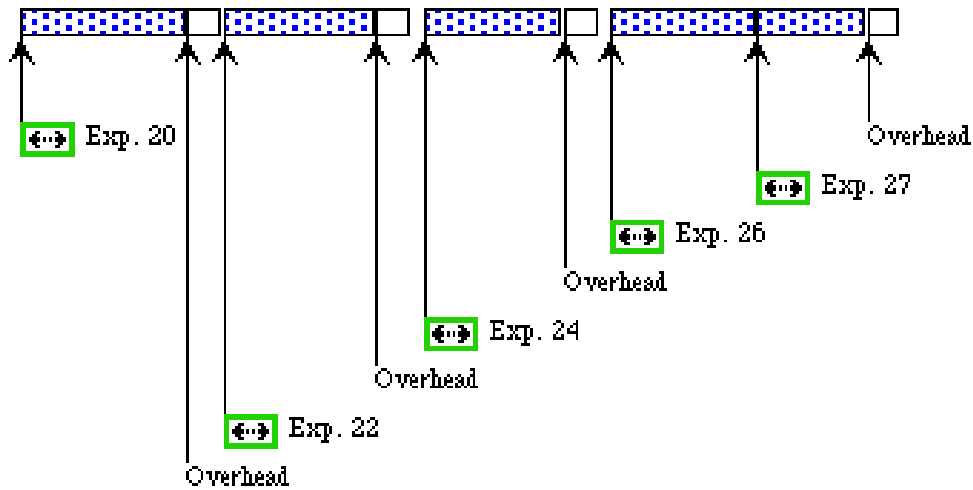 Exp. 20
Overhead
Exp. 27
Exp. 26
Overhead
Exp. 24
Overhead
Exp. 22
Overhead